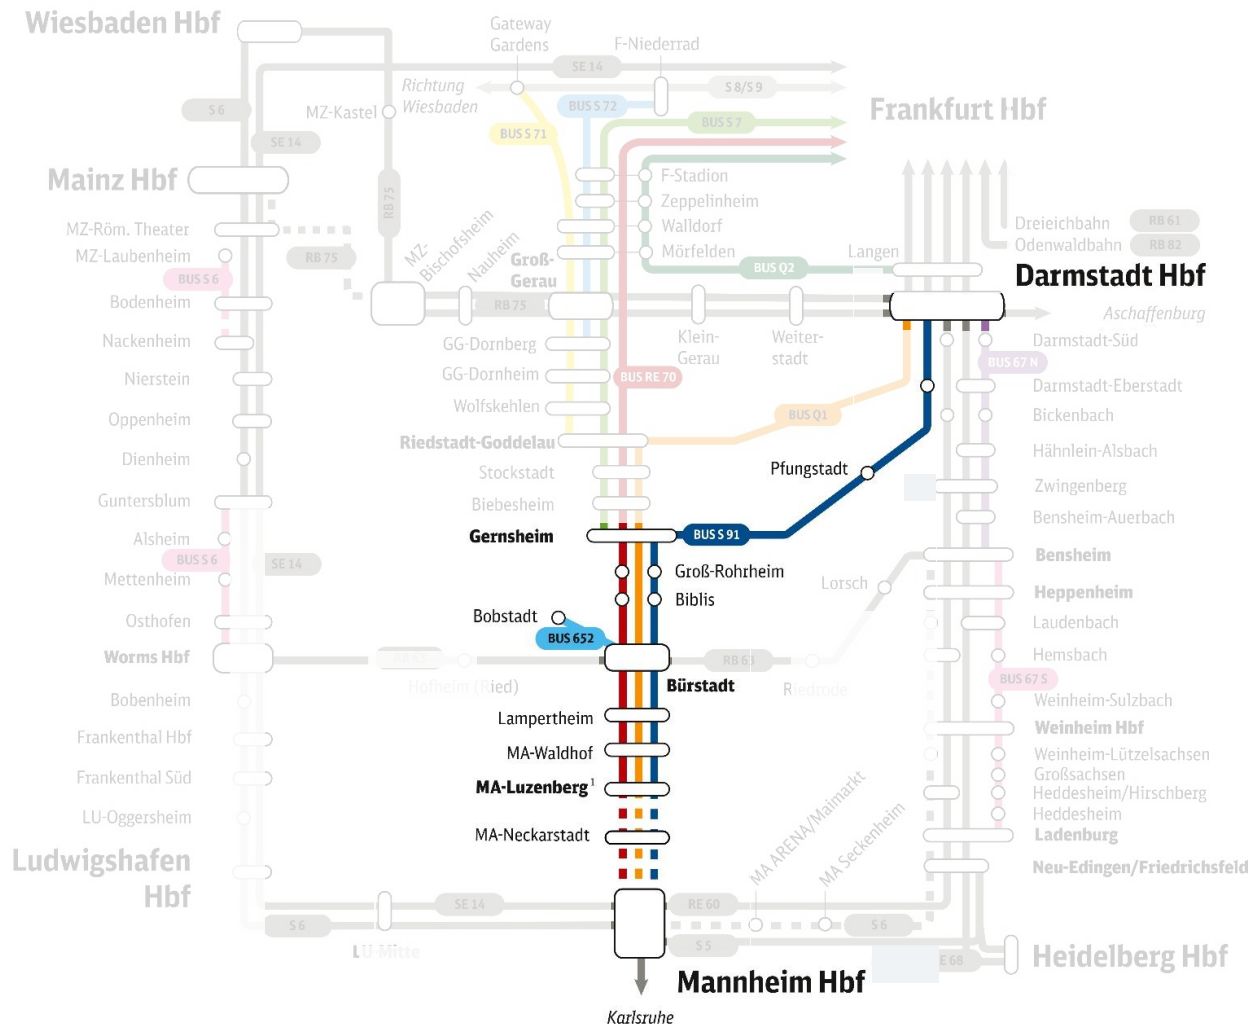 Wiesbaden Hbf
Gateway
Gardens
F-Niederrad
SE 14
Richtung
Wiesbaden
S 8/S 9
S 6
MZ-Kastel
BUS S 72
BUS S 71
BUS S 7
Frankfurt Hbf
SE 14
Mainz Hbf
RB 75
F-Stadion
Zeppelinheim
Walldorf
Mörfelden
MZ-Röm. Theater
MZ-Laubenheim
RB 75
MZ-
Bischofsheim
Nauheim
Groß-
Gerau
BUS Q2
Langen
Dreieichbahn
RB 61
Odenwaldbahn
RB 82
Darmstadt Hbf
BUS S 6
Bodenheim
RB 75
Aschaffenburg
Nackenheim
GG-Dornberg
Klein-
Gerau
Weiter-
stadt
Darmstadt-Süd
BUS 67 N
Nierstein
GG-Dornheim
BUS RE 70
Darmstadt-Eberstadt
Oppenheim
Wolfskehlen
BUS Q1
Bickenbach
Riedstadt-Goddelau
Hähnlein-Alsbach
Dienheim
Stockstadt
Pfungstadt
Zwingenberg
Guntersblum
Biebesheim
Bensheim-Auerbach
Alsheim
Gernsheim
BUS S 91
BUS S 6
SE 14
Bensheim
Mettenheim
Groß-Rohrheim
Lorsch
Heppenheim
Biblis
Osthofen
Bobstadt
Laudenbach
BUS 652
Worms Hbf
RB 63
RB 63
Hemsbach
Hofheim (Ried)
Bürstadt
Riedrode
BUS 67 S
Bobenheim
Weinheim-Sulzbach
Lampertheim
Weinheim Hbf
Frankenthal Hbf
MA-Waldhof
Weinheim-Lützelsachsen
Frankenthal Süd
MA-Luzenberg¹
Großsachsen
Heddesheim/Hirschberg
LU-Oggersheim
Heddesheim
MA-Neckarstadt
Ladenburg
Ludwigshafen
Hbf
MA ARENA/Maimarkt
MA Seckenheim
Neu-Edingen/Friedrichsfeld
SE 14
RE 60
S 6
S 6
S 5
LU-Mitte
E 68
Heidelberg Hbf
Mannheim Hbf
Karlsruhe